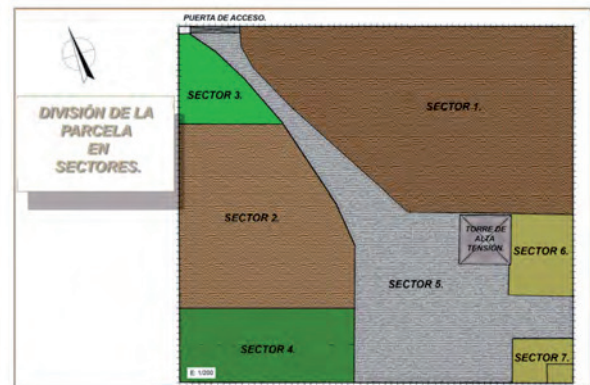 PUERTA DE ACCESO.
DIVISIÓN DE LA
PARCELA
EN
SECTORES.
SECTOR 3.
SECTOR 1.
SECTOR 2.
TORRE DE
ALTA
TENSIÓN
SECTOR 6.
SECTOR 5.
SECTOR 4.
SECTOR 7.
E: 1/200